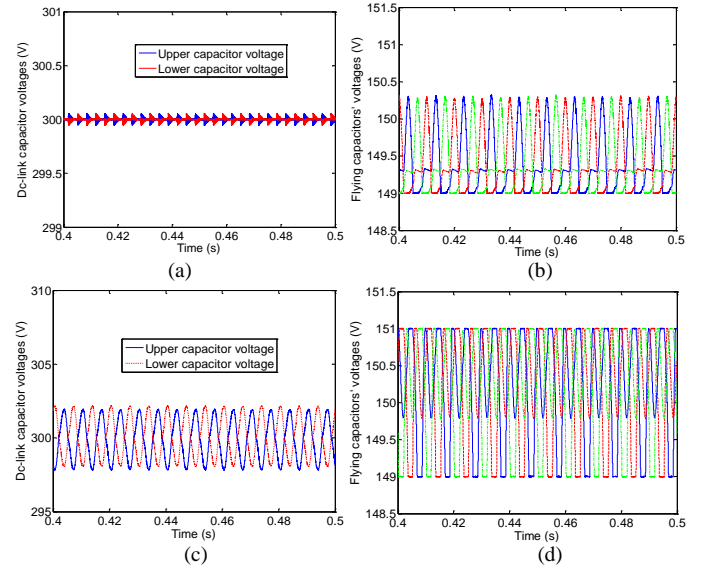 301
300.5
300
299.5
299
Dc-link capacitor voltages (V)
Upper capacitor voltage
Lower capacitor voltage
0.4 0.42 0.44 0.46 0.48 0.5
Time (s)
(a)
151.5
151
150.5
150
149.5
149
148.5
Flying capacitors' voltages (V)
0.4 0.42 0.44 0.46 0.48 0.5
Time (s)
(b)
310
305
300
295
Dc-link capacitor voltages (V)
Upper capacitor voltage
Lower capacitor voltage
0.4 0.42 0.44 0.46 0.48 0.5
Time (s)
(c)
151.5
151
150.5
150
149.5
149
148.5
Flying capacitors' voltages (V)
0.4 0.42 0.44 0.46 0.48 0.5
Time (s)
(d)